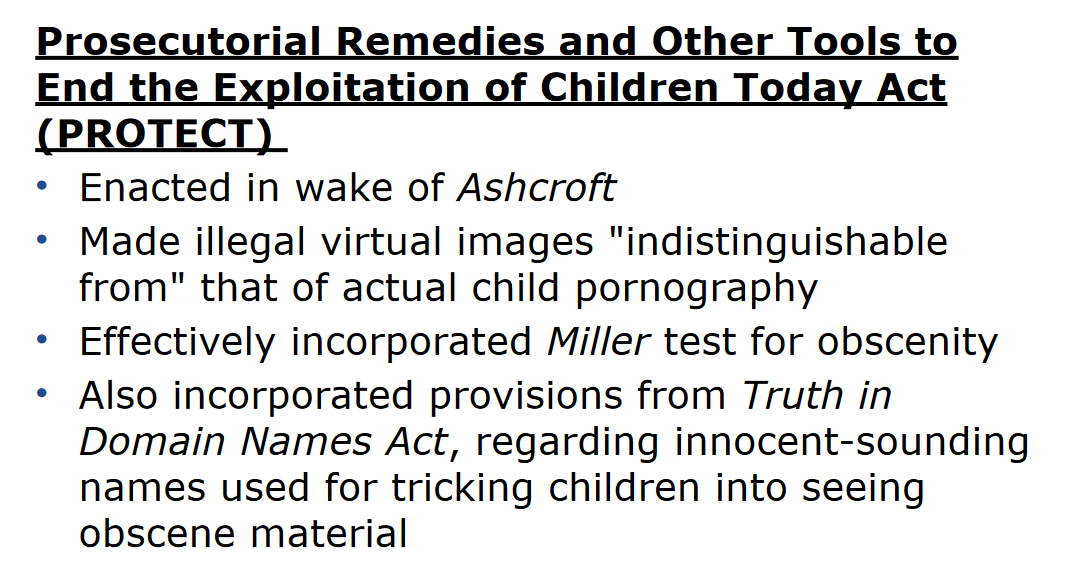 Prosecutorial Remedies and Other Tools to
End the Exploitation of Children Today Act
(PROTECT)
• Enacted in wake of Ashcroft
• Made illegal virtual images "indistinguishable
from" that of actual child pornography
• Effectively incorporated Miller test for obscenity
• Also incorporated provisions from Truth in
Domain Names Act, regarding innocent-sounding
names used for tricking children into seeing
obscene material